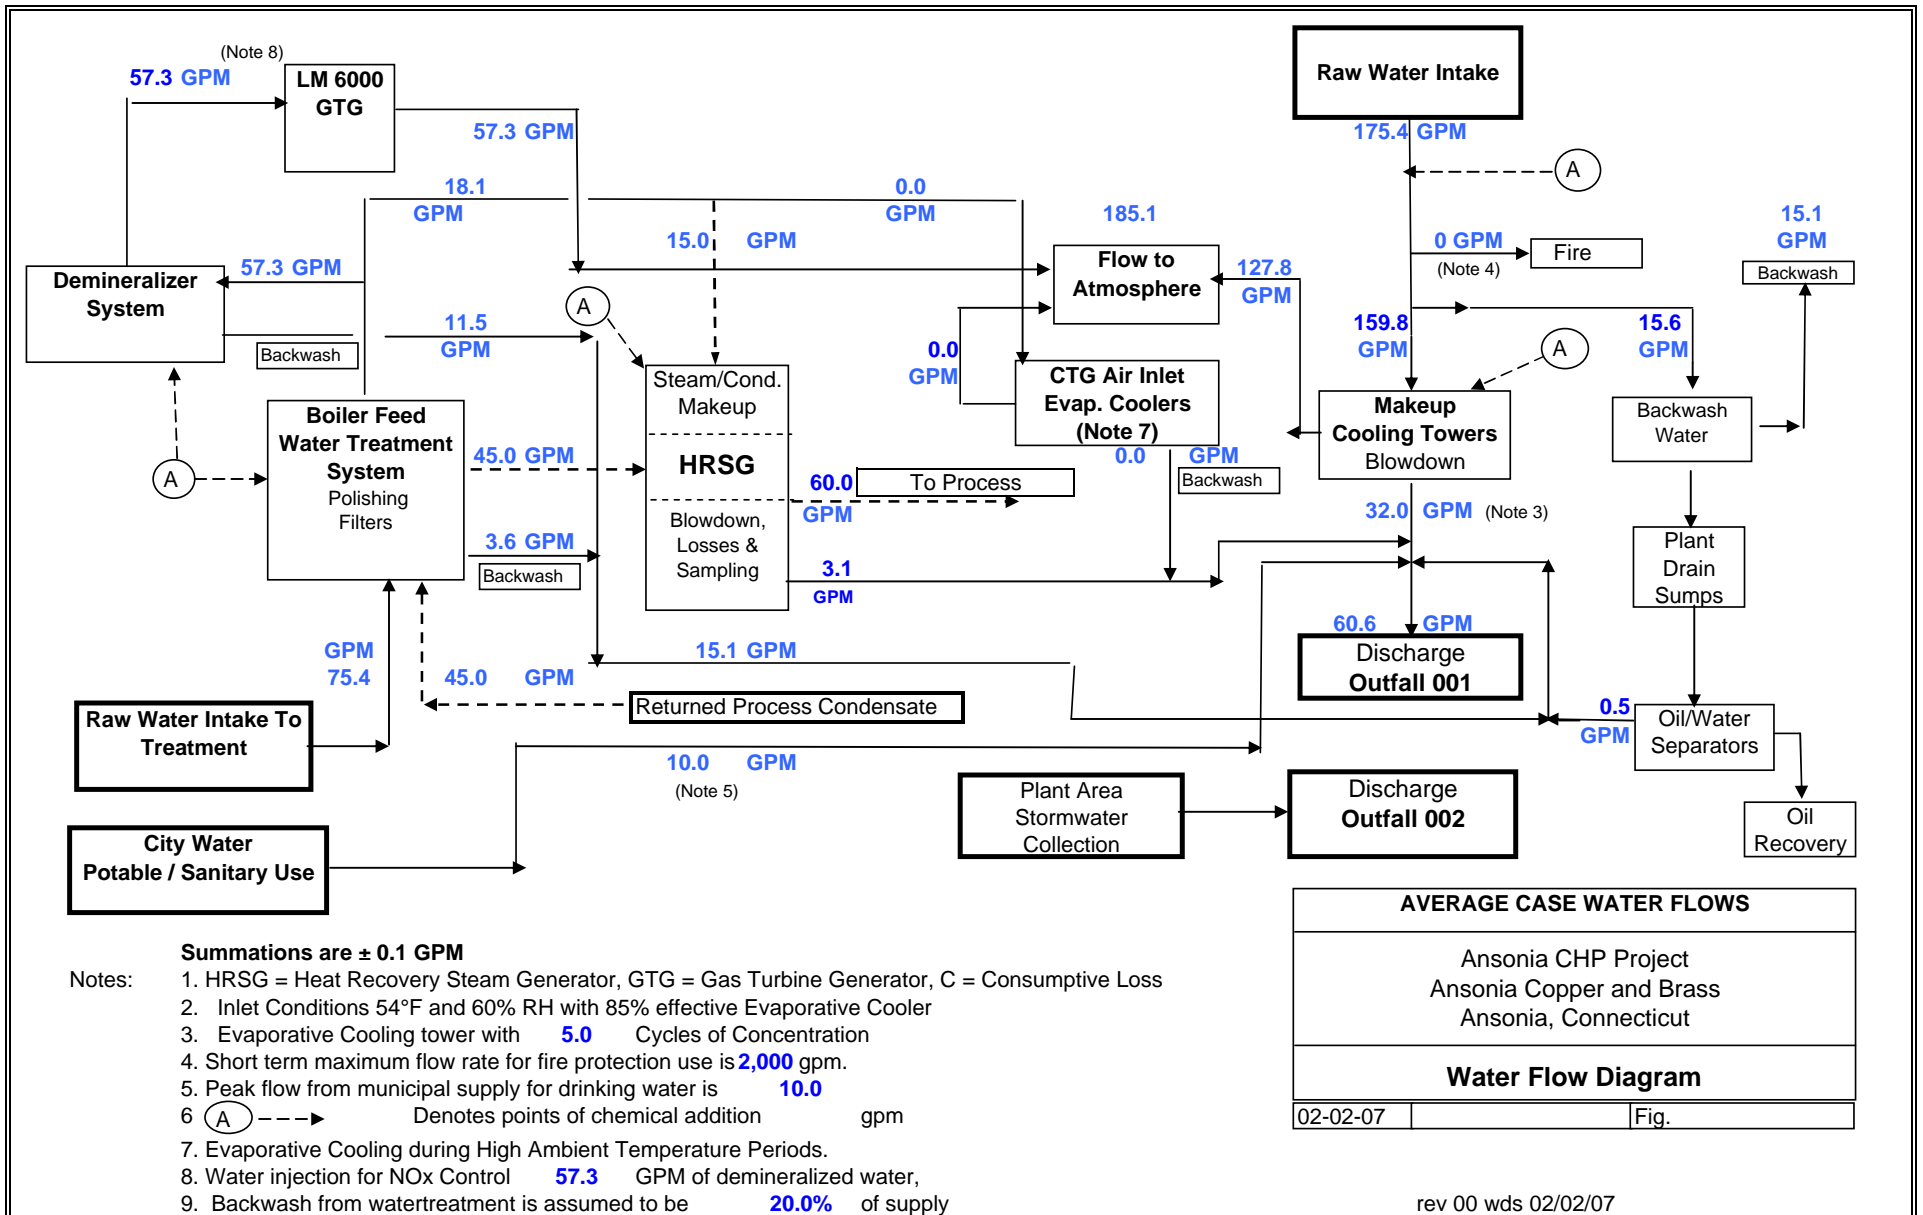 (Note 8)
57.3 GPM
LM 6000
GTG
57.3 GPM
Raw Water Intake
175.4 GPM
A
18.1
GPM
0.0
GPM
15.0 GPM
185.1
Flow to
Atmosphere
127.8
GPM
0 GPM
(Note 4)
Fire
15.1
GPM
Backwash
Demineralizer
System
57.3 GPM
Backwash
11.5
GPM
A
0.0
GPM
159.8
GPM
15.6
GPM
A
Steam/Cond.
Makeup
HRSG
Blowdown,
Losses &
Sampling
CTG Air Inlet
Evap. Coolers
(Note 7)
0.0 GPM
Backwash
Makeup
Cooling Towers
Blowdown
Backwash
Water
Boiler Feed
Water Treatment
System
Polishing
Filters
A
45.0 GPM
60.0
GPM
To Process
32.0 GPM (Note 3)
3.6 GPM
Backwash
3.1
GPM
Plant
Drain
Sumps
GPM
75.4
45.0 GPM
15.1 GPM
60.6 GPM
Discharge
Outfall 001
Returned Process Condensate
Raw Water Intake To
Treatment
0.5
GPM
Oil/Water
Separators
10.0 GPM
(Note 5)
Plant Area
Stormwater
Collection
Discharge
Outfall 002
Oil
Recovery
City Water
Potable / Sanitary Use
AVERAGE CASE WATER FLOWS
Ansonia CHP Project
Ansonia Copper and Brass
Ansonia, Connecticut
Water Flow Diagram
02-02-07 Fig.
Summations are ± 0.1 GPM
Notes: 1. HRSG = Heat Recovery Steam Generator, GTG = Gas Turbine Generator, C = Consumptive Loss
2. Inlet Conditions 54°F and 60% RH with 85% effective Evaporative Cooler
3. Evaporative Cooling tower with 5.0 Cycles of Concentration
4. Short term maximum flow rate for fire protection use is 2,000 gpm.
5. Peak flow from municipal supply for drinking water is 10.0
6 A Denotes points of chemical addition gpm
7. Evaporative Cooling during High Ambient Temperature Periods.
8. Water injection for NOx Control 57.3 GPM of demineralized water,
9. Backwash from watertreatment is assumed to be 20.0% of supply
rev 00 wds 02/02/07